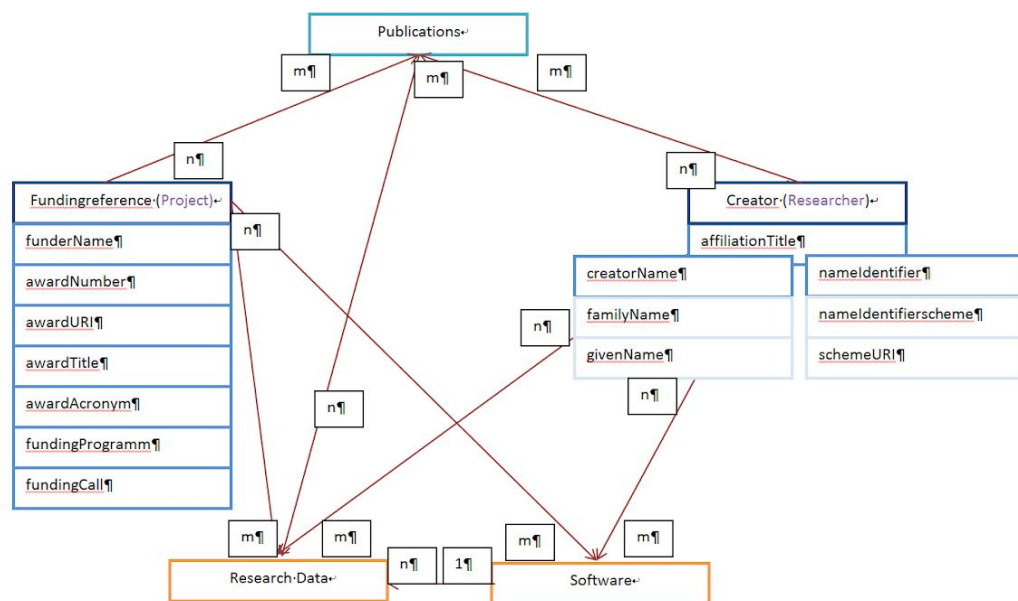 Publications↵
m¶
m¶
m¶
n¶
n¶
Fundingreference·(Project)↵
Creator·(Researcher)↵
n¶
funderName¶
awardNumber¶
awardURI¶
awardTitle¶
awardAcronym¶
fundingProgramm¶
fundingCall¶
affiliationTitle¶
creatorName¶
familyName¶
givenName¶
nameIdentifier¶
nameIdentifierscheme¶
schemeURI¶
n¶
n¶
n¶
m¶
m¶
m¶
m¶
n¶
1¶
Research·Data↵
Software↵